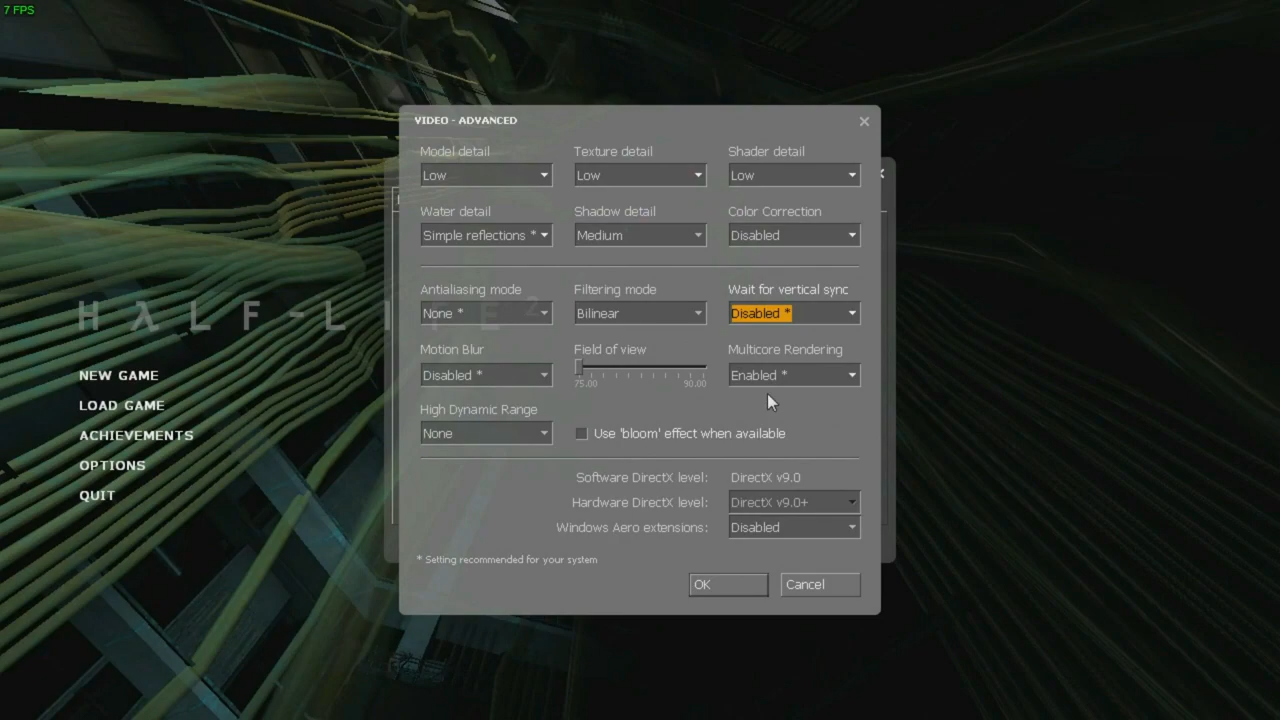 7 FPS
VIDEO - ADVANCED
Model detail
Texture detail
Shader detail
Low
Low
Low
Water detail
Shadow detail
Color Correction
Simple reflections *
Medium
Disabled
Antialiasing mode
Filtering mode
Wait for vertical sync
None *
Bilinear
Disabled *
HλLF-LIFE²
Motion Blur
Field of view
Multicore Rendering
Disabled *
75.00
90.00
Enabled *
High Dynamic Range
None
Use 'bloom' effect when available
Software DirectX level:
DirectX v9.0
Hardware DirectX level:
DirectX v9.0+
Windows Aero extensions:
Disabled
* Setting recommended for your system
OK
Cancel
NEW GAME
LOAD GAME
ACHIEVEMENTS
OPTIONS
QUIT